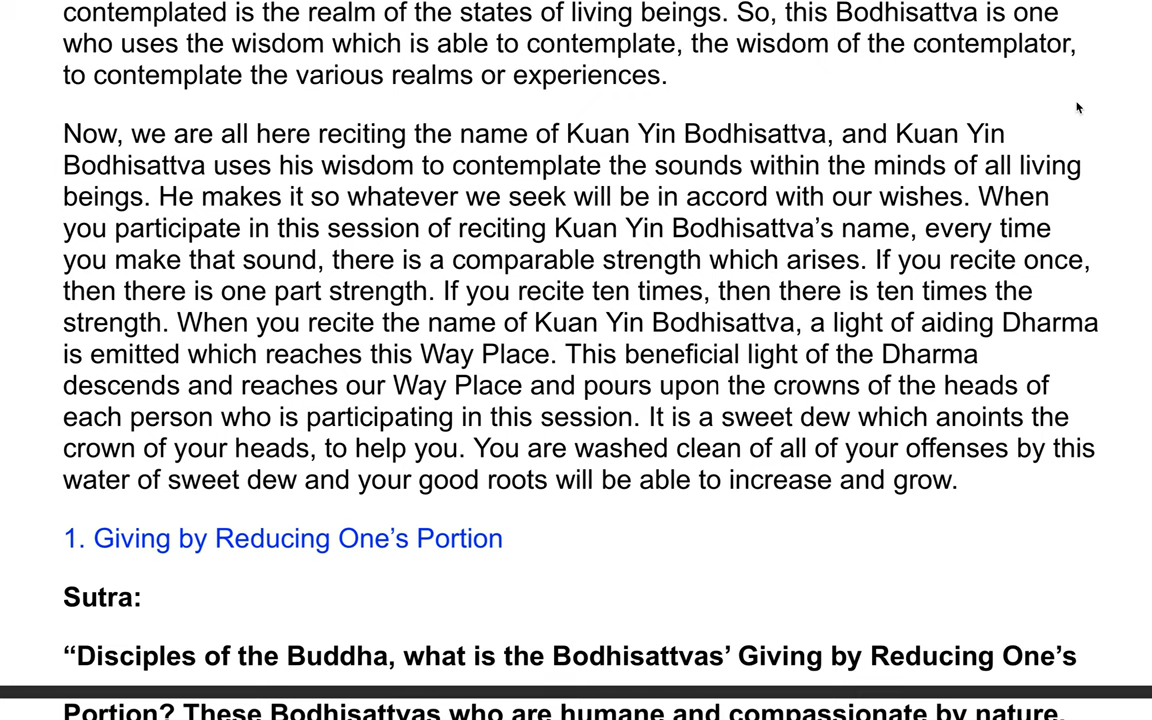 contemplated is the realm of the states of living beings. So, this Bodhisattva is one
who uses the wisdom which is able to contemplate, the wisdom of the contemplator,
to contemplate the various realms or experiences.
Now, we are all here reciting the name of Kuan Yin Bodhisattva, and Kuan Yin
Bodhisattva uses his wisdom to contemplate the sounds within the minds of all living
beings. He makes it so whatever we seek will be in accord with our wishes. When
you participate in this session of reciting Kuan Yin Bodhisattva’s name, every time
you make that sound, there is a comparable strength which arises. If you recite once,
then there is one part strength. If you recite ten times, then there is ten times the
strength. When you recite the name of Kuan Yin Bodhisattva, a light of aiding Dharma
is emitted which reaches this Way Place. This beneficial light of the Dharma
descends and reaches our Way Place and pours upon the crowns of the heads of
each person who is participating in this session. It is a sweet dew which anoints the
crown of your heads, to help you. You are washed clean of all of your offenses by this
water of sweet dew and your good roots will be able to increase and grow.
1. Giving by Reducing One’s Portion
Sutra:
“Disciples of the Buddha, what is the Bodhisattvas’ Giving by Reducing One’s
Portion? These Bodhisattvas who are humane and compassionate by nature,